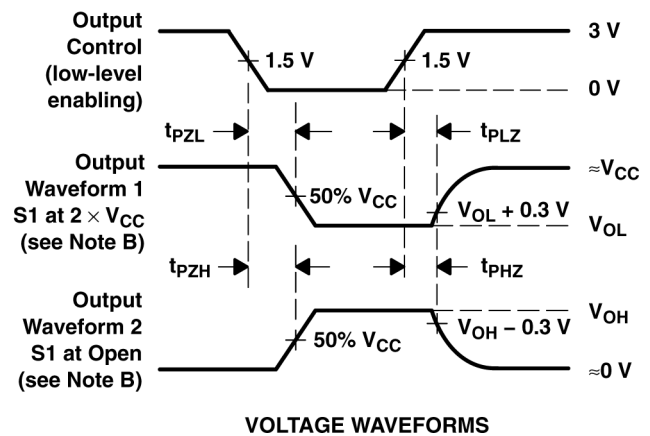 Output
Control
(low-level
enabling)
1.5 V
1.5 V
3 V
0 V
tPZL
tPLZ
Output
Waveform 1
S1 at 2 × VCC
(see Note B)
50% VCC
VOL + 0.3 V
≈VCC
VOL
tPZH
tPHZ
Output
Waveform 2
S1 at Open
(see Note B)
50% VCC
VOH − 0.3 V
VOH
≈0 V
VOLTAGE WAVEFORMS